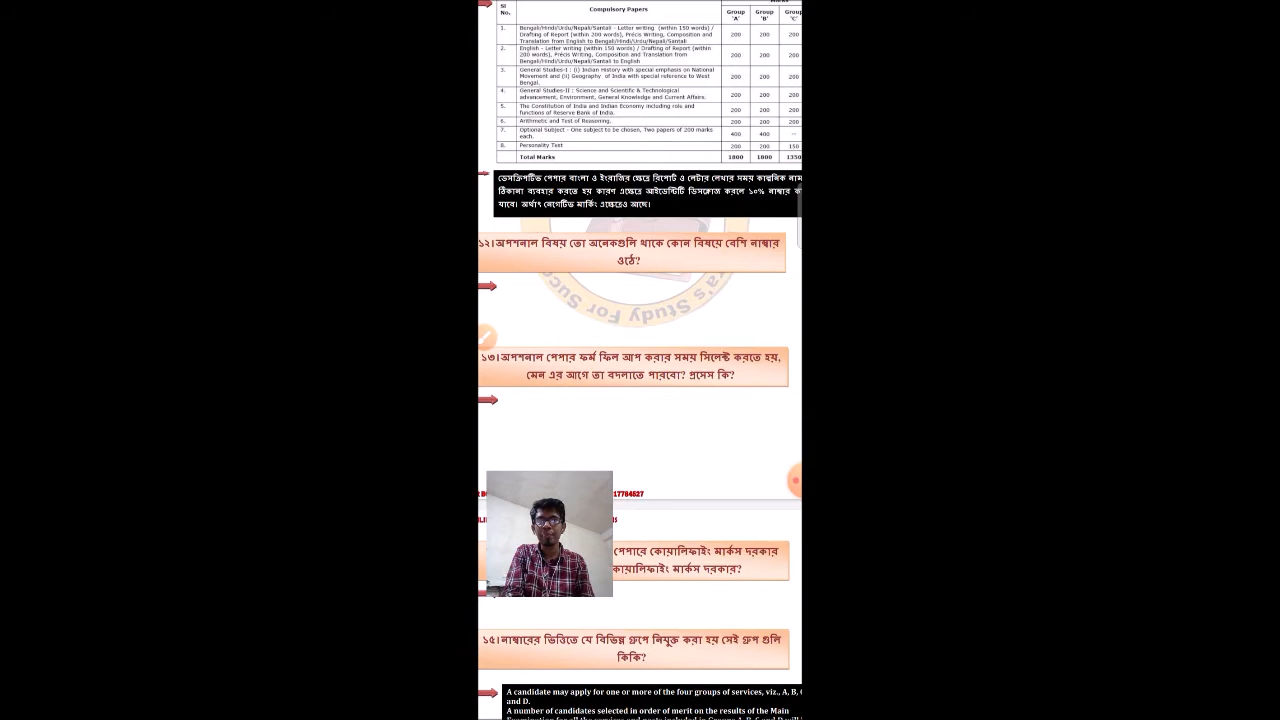 Sl
No.
Compulsory Papers
Group
'A'
Group
'B'
Group
'C'
1.
Bengali/Hindi/Urdu/Nepali/Santali - Letter writing (within 150 words) /
Drafting of Report (within 200 words), Précis Writing, Composition and
Translation from English to Bengali/Hindi/Urdu/Nepali/Santali
200 200 200
2.
English - Letter writing (within 150 words) / Drafting of Report (within
200 words), Précis Writing, Composition and Translation from
Bengali/Hindi/Urdu/Nepali/Santali to English
200 200 200
3.
General Studies-I : (i) Indian History with special emphasis on National
Movement and (ii) Geography of India with special reference to West
Bengal.
200 200 200
4.
General Studies-II : Science and Scientific & Technological
advancement, Environment, General Knowledge and Current Affairs.
200 200 200
5.
The Constitution of India and Indian Economy including role and
functions of Reserve Bank of India.
200 200 200
6.
Arithmetic and Test of Reasoning.
200 200 200
7.
Optional Subject - One subject to be chosen, Two papers of 200 marks
each.
400 400 --
8.
Personality Test
200 200 150
Total Marks
1800 1800 1350
ডেসক্রিপটিভ পেপার বাংলা ও ইংরাজির ক্ষেত্রে রিপোর্ট ও লেটার লেখার সময় কাল্পনিক নাম
ঠিকানা ব্যবহার করতে হয় কারণ এক্ষেত্রে আইডেন্টিটি ডিসক্লোজ করলে ১০% নাম্বার
যাবে। অর্থাৎ নেগেটিভ মার্কিং এক্ষেত্রেও আছে।
১২।অপশনাল বিষয় তো অনেকগুলি থাকে কোন বিষয়ে বেশি নাম্বার
ওঠে?
Study For
১৩।অপশনাল পেপার ফর্ম ফিল আপ করার সময় সিলেক্ট করতে হয়,
মেন এর আগে তা বদলাতে পারবো? প্রসেস কি?
17784527
পেপারে কোয়ালিফাইং মার্কস দরকার
কোয়ালিফাইং মার্কস দরকার?
১৫।নাম্বারের ভিত্তিতে যে বিভিন্ন গ্রুপে নিযুক্ত করা হয় সেই গ্রুপ গুলি
কিকি?
A candidate may apply for one or more of the four groups of services, viz., A, B,
and D.
A number of candidates selected in order of merit on the results of the Main